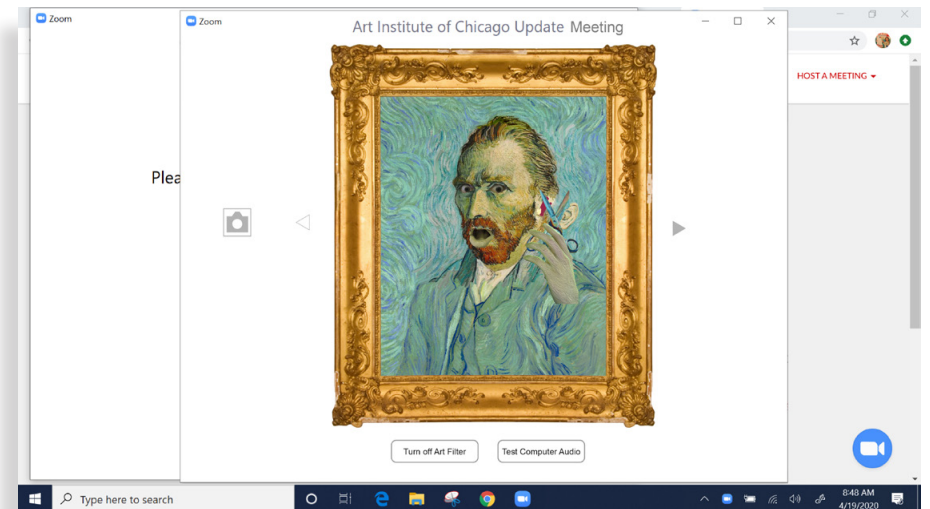 Zoom
Zoom
Art Institute of Chicago Update Meeting
HOST A MEETING
Plea
Turn off Art Filter
Test Computer Audio
Type here to search
8:48 AM
4/19/2020